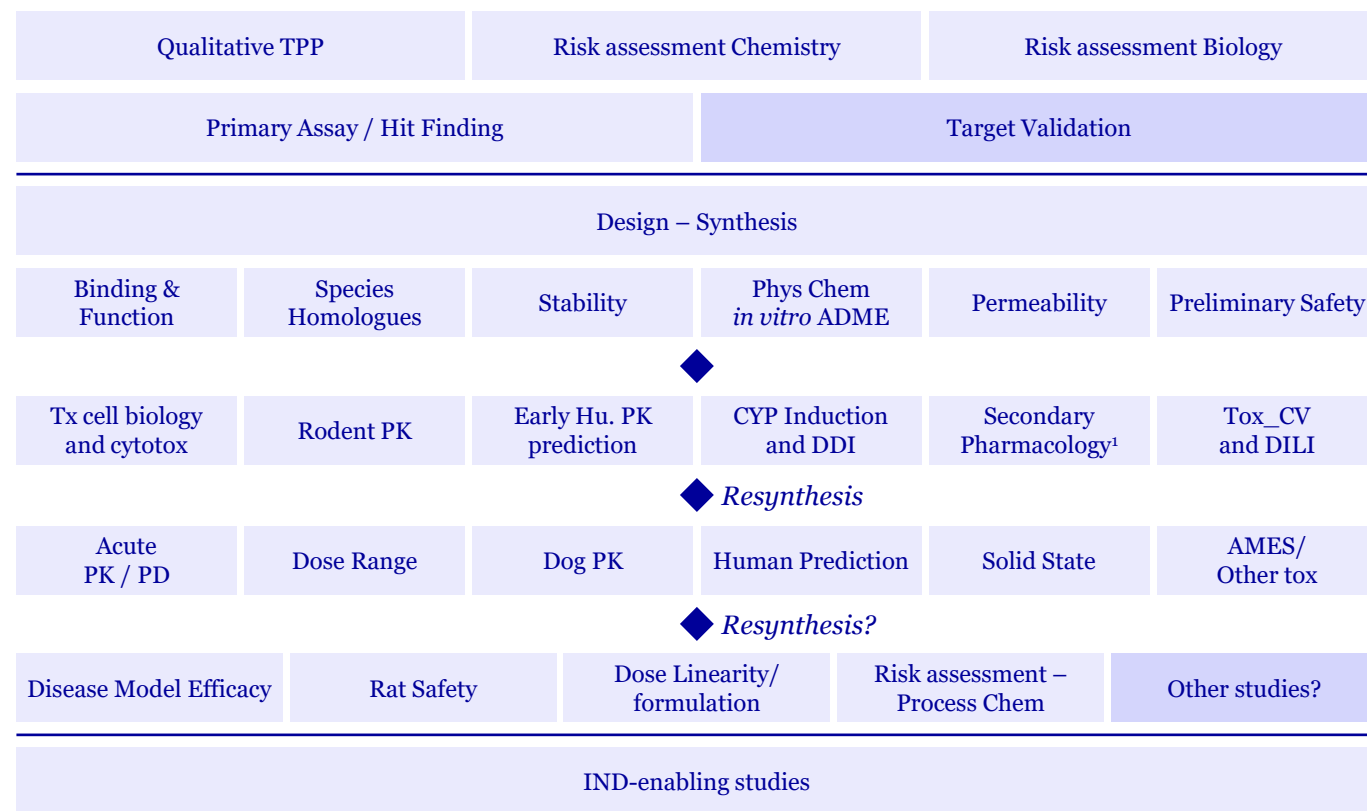 Qualitative TPP
Risk assessment Chemistry
Risk assessment Biology
Primary Assay / Hit Finding
Target Validation
Design – Synthesis
Binding &
Function
Species
Homologues
Stability
Phys Chem
in vitro ADME
Permeability
Preliminary Safety
Tx cell biology
and cytotox
Rodent PK
Early Hu. PK
prediction
CYP Induction
and DDI
Secondary
Pharmacology¹
Tox_CV
and DILI
Resynthesis
Acute
PK / PD
Dose Range
Dog PK
Human Prediction
Solid State
AMES/
Other tox
Resynthesis?
Disease Model Efficacy
Rat Safety
Dose Linearity/
formulation
Risk assessment –
Process Chem
Other studies?
IND-enabling studies